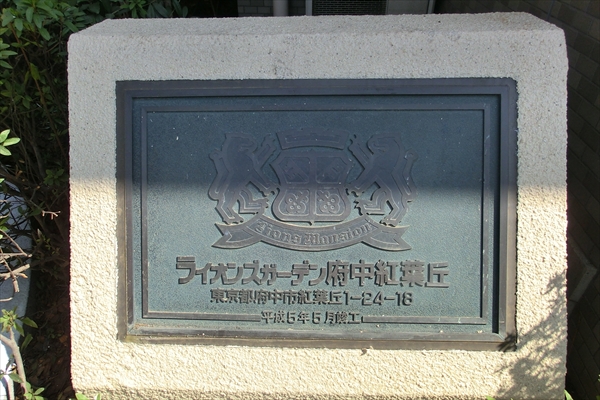 Lions Mansion
ライオンズガーデン府中紅葉丘
東京都府中市紅葉丘1-24-16
平成5年5月竣工